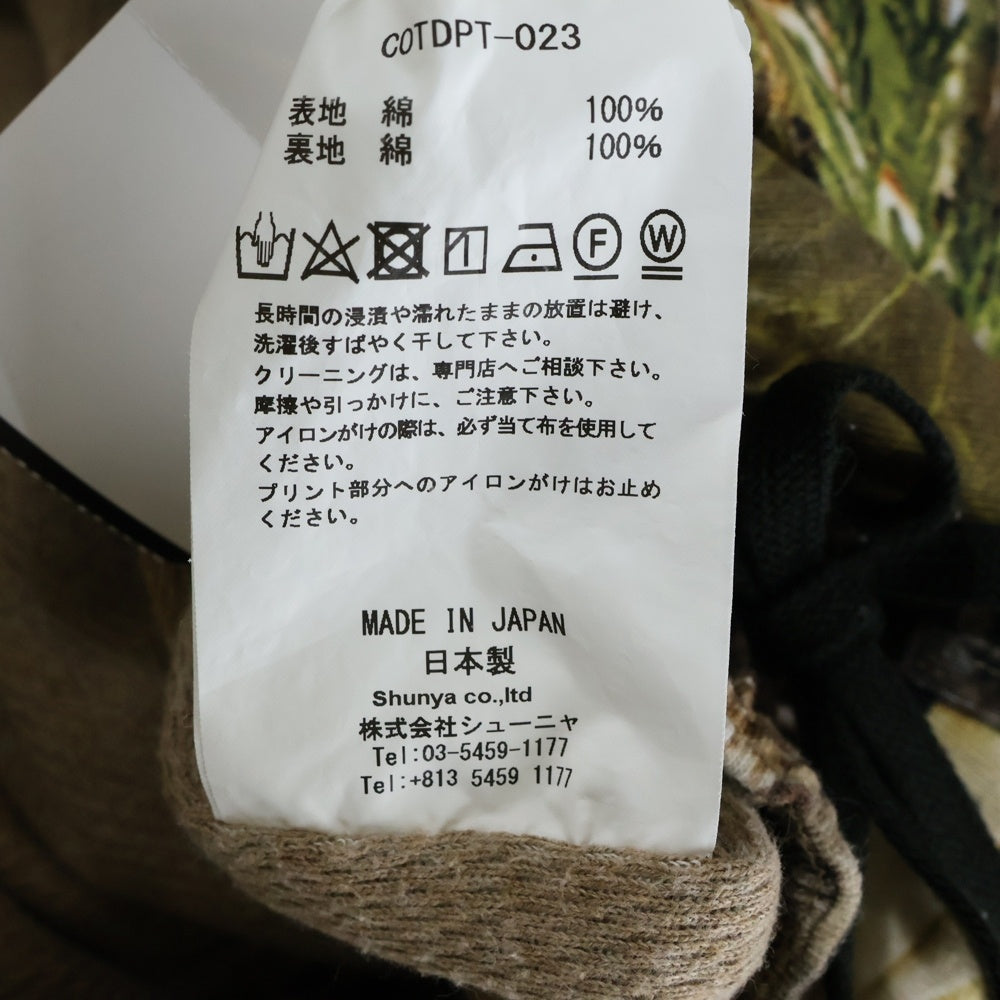 COTDPT-023
表地 綿 100%
裏地 綿 100%
F W
長時間の浸漬や濡れたままの放置は避け、
洗濯後すばやく干して下さい。
クリーニングは、専門店へご相談下さい。
摩擦や引っかけに、ご注意下さい。
アイロンがけの際は、必ず当て布を使用して
ください。
プリント部分へのアイロンがけはお止め
ください。
MADE IN JAPAN
日本製
Shunya co.,ltd
株式会社シューニャ
Tel:03-5459-1177
Tel:+813 5459 1177